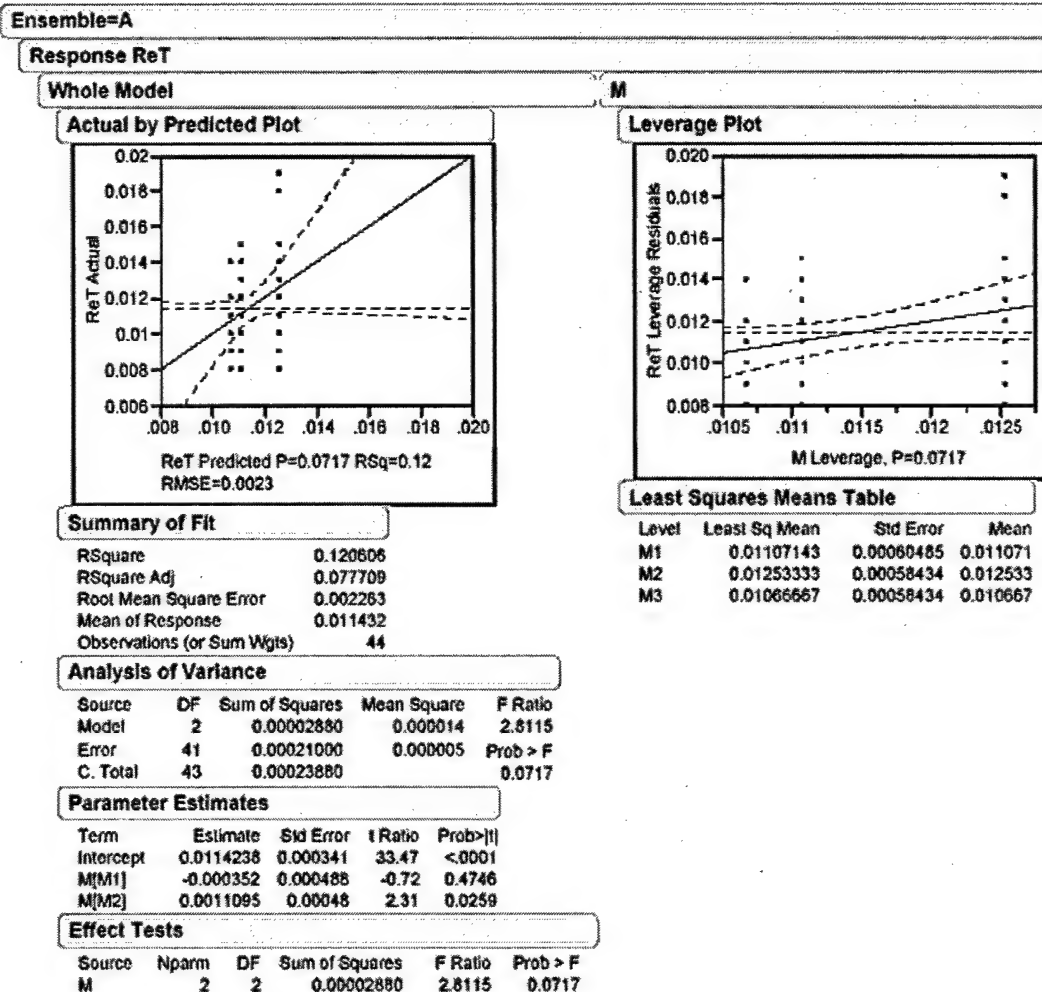 Ensemble=A
Response ReT
Whole Model
Actual by Predicted Plot
0.02
0.018
0.016
0.014
0.012
0.01
0.008
0.006
ReT Actual
.008 .010 .012 .014 .016 .018 .020
ReT Predicted P=0.0717 RSq=0.12
RMSE=0.0023
Summary of Fit
RSquare 0.120606
RSquare Adj 0.077709
Root Mean Square Error 0.002263
Mean of Response 0.011432
Observations (or Sum Wgts) 44
Analysis of Variance
Source DF Sum of Squares Mean Square F Ratio
Model 2 0.00002880 0.000014 2.8115
Error 41 0.00021000 0.000005 Prob > F
C. Total 43 0.00023880 0.0717
Parameter Estimates
Term Estimate Std Error t Ratio Prob>|t|
Intercept 0.0114238 0.000341 33.47 <.0001
M[M1] -0.000352 0.000488 -0.72 0.4746
M[M2] 0.0011095 0.00048 2.31 0.0259
Effect Tests
Source Nparm DF Sum of Squares F Ratio Prob > F
M 2 2 0.00002880 2.8115 0.0717
M
Leverage Plot
0.020
0.018
0.016
0.014
0.012
0.010
0.008
ReT Leverage Residuals
.0105 .011 .0115 .012 .0125
M Leverage, P=0.0717
Least Squares Means Table
Level Least Sq Mean Std Error Mean
M1 0.01107143 0.00060485 0.011071
M2 0.01253333 0.00058434 0.012533
M3 0.01066667 0.00058434 0.010667